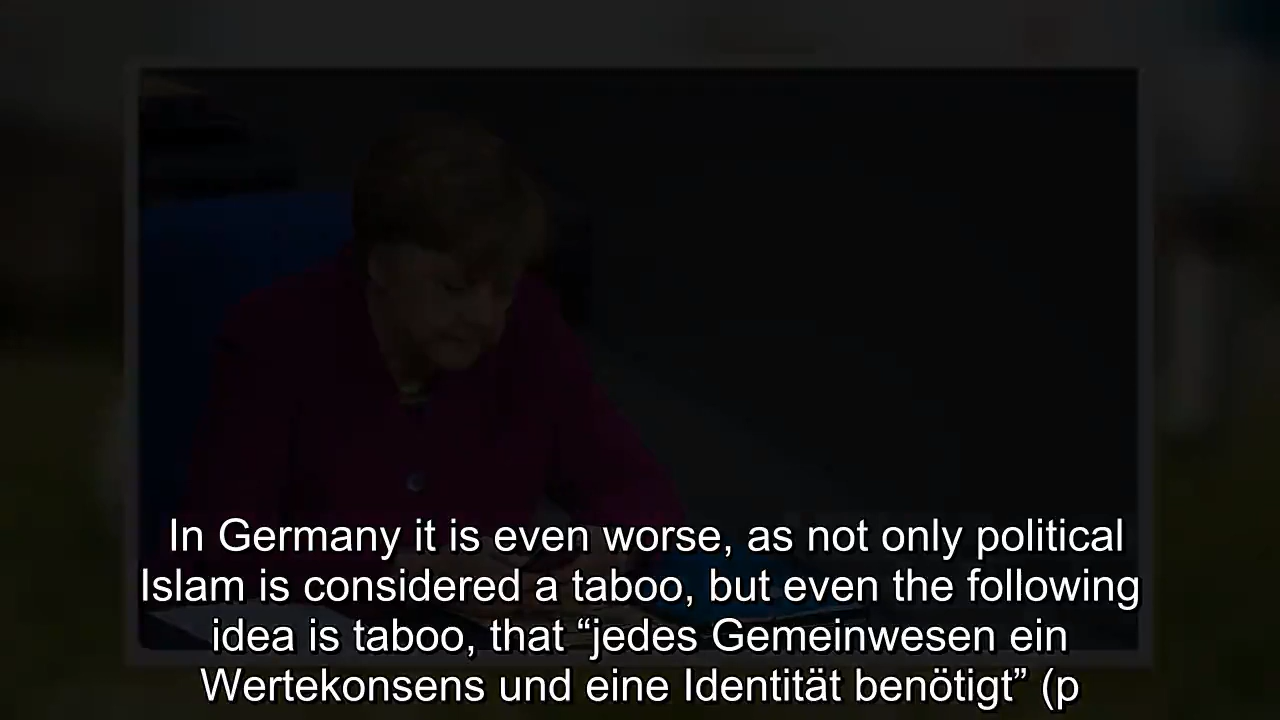 In Germany it is even worse, as not only political
Islam is considered a taboo, but even the following
idea is taboo, that “jedes Gemeinwesen ein
Wertekonsens und eine Identität benötigt” (p